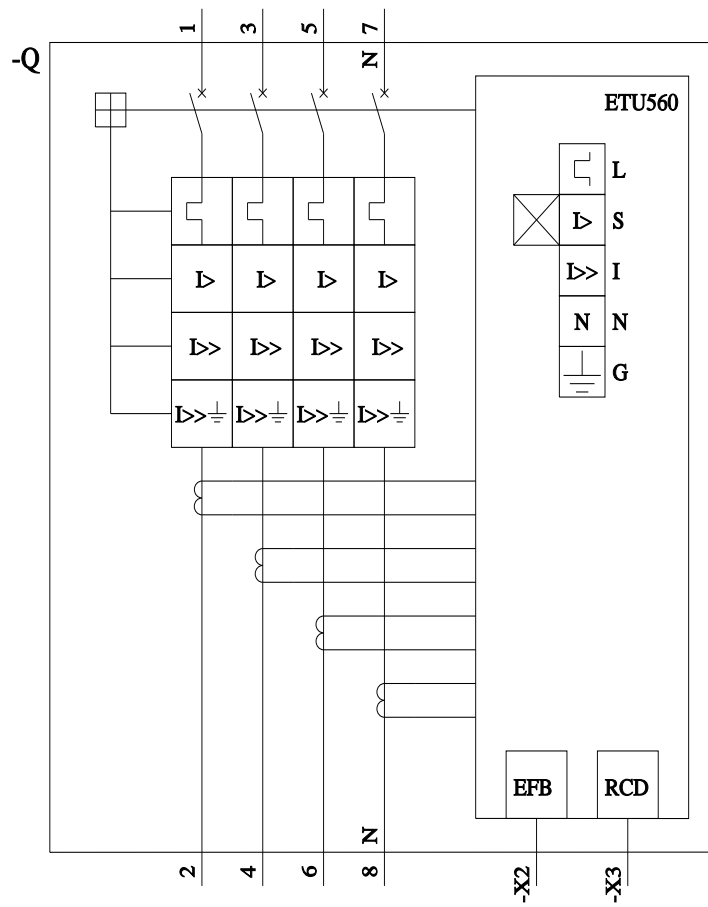 1 3 5 7
N
-Q
ETU560
L
I> S
I> I> I> I>
I>> I
I>> I>> I>> I>>
N N
G
I>> I>> I>> I>>
EFB RCD
N
2 4 6 8 -X2 -X3